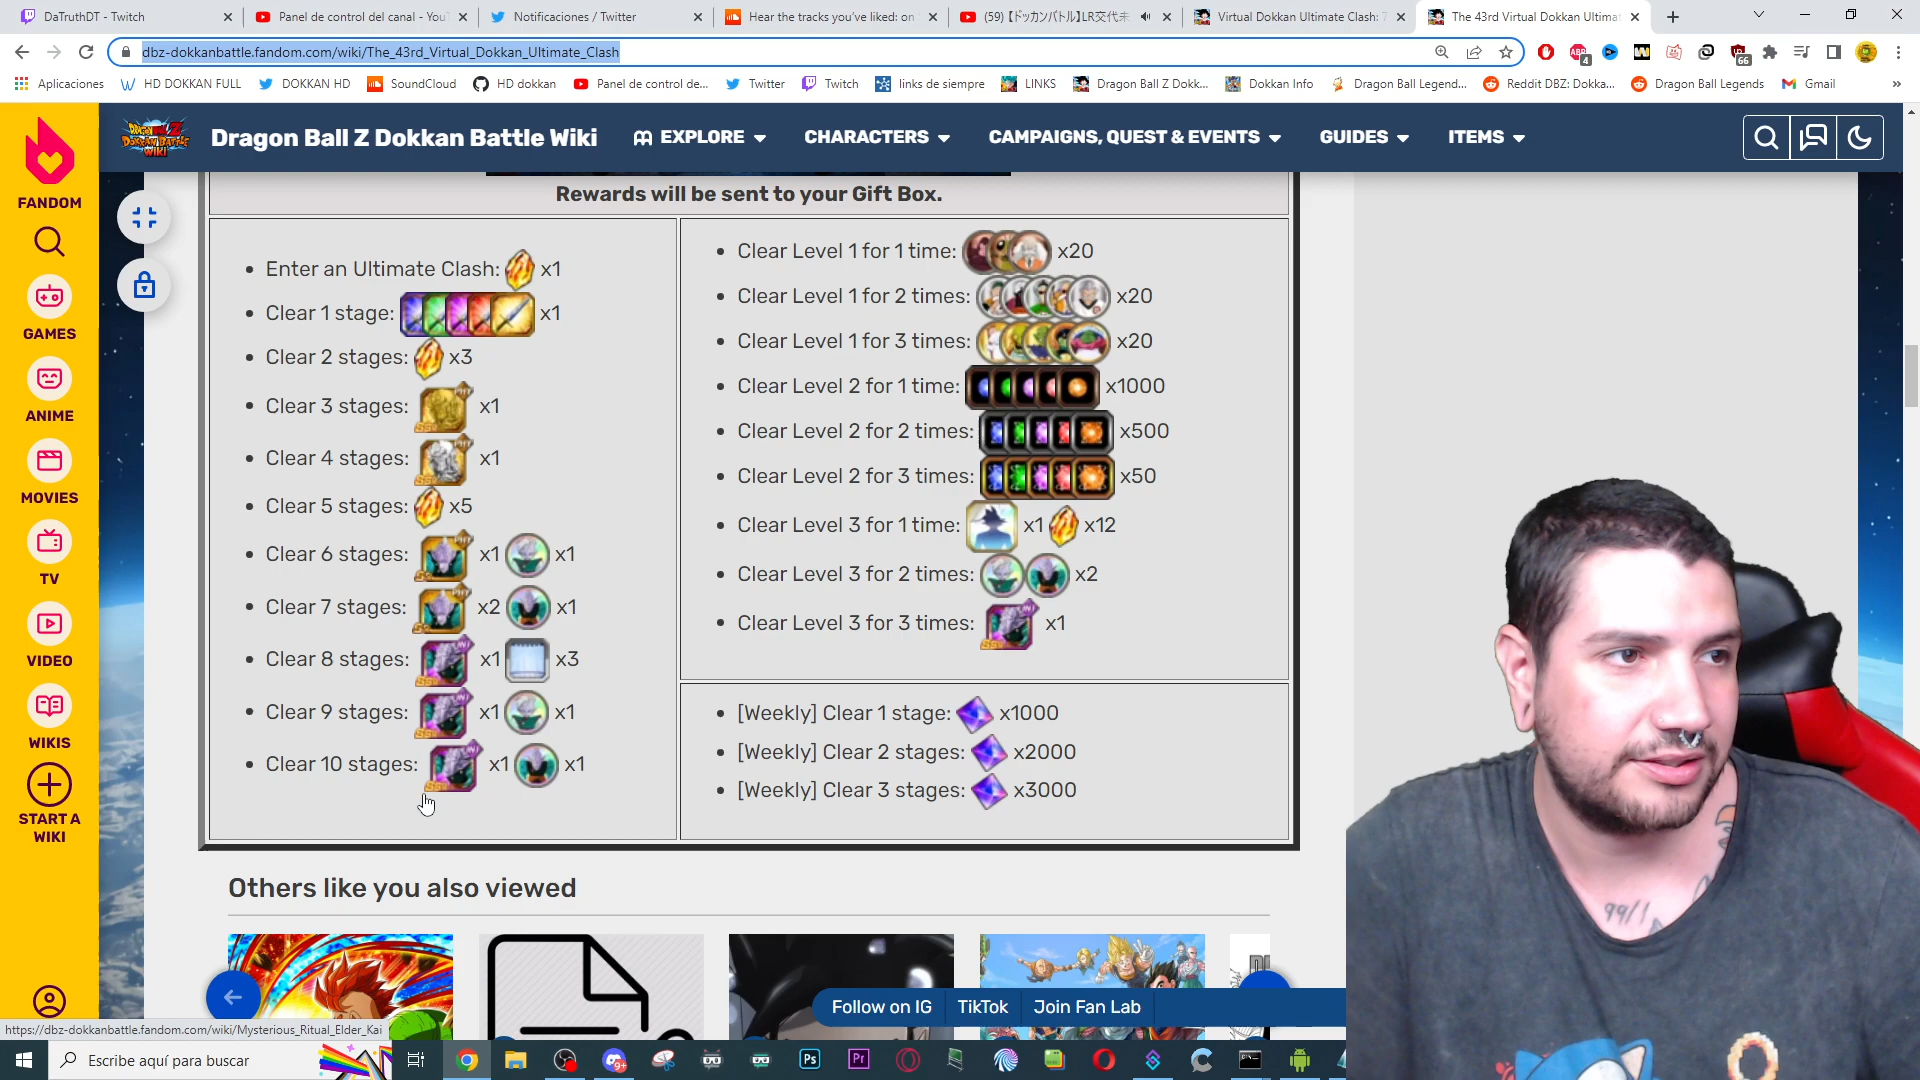 DaTruthDT - Twitch
Panel de control del canal - You
Notificaciones / Twitter
Hear the tracks you've liked: on
(59) 【ドッカンバトル】LR交代未
Virtual Dokkan Ultimate Clash: 7
The 43rd Virtual Dokkan Ultimat
dbz-dokkanbattle.fandom.com/wiki/The_43rd_Virtual_Dokkan_Ultimate_Clash
Aplicaciones
HD DOKKAN FULL
DOKKAN HD
SoundCloud
HD dokkan
Panel de control de...
Twitter
Twitch
links de siempre
LINKS
Dragon Ball Z Dokk...
Dokkan Info
Dragon Ball Legend...
Reddit DBZ: Dokka...
Dragon Ball Legends
Gmail
»
Dragon Ball Z Dokkan Battle Wiki
EXPLORE
CHARACTERS
CAMPAIGNS, QUEST & EVENTS
GUIDES
ITEMS
FANDOM
GAMES
ANIME
MOVIES
TV
VIDEO
WIKIS
START A
WIKI
Rewards will be sent to your Gift Box.
Enter an Ultimate Clash: x1
Clear 1 stage: x1
Clear 2 stages: x3
Clear 3 stages: x1
Clear 4 stages: x1
Clear 5 stages: x5
Clear 6 stages: x1 x1
Clear 7 stages: x2 x1
Clear 8 stages: x1 x3
Clear 9 stages: x1 x1
Clear 10 stages: x1 x1
Clear Level 1 for 1 time: x20
Clear Level 1 for 2 times: x20
Clear Level 1 for 3 times: x20
Clear Level 2 for 1 time: x1000
Clear Level 2 for 2 times: x500
Clear Level 2 for 3 times: x50
Clear Level 3 for 1 time: x1 x12
Clear Level 3 for 2 times: x2
Clear Level 3 for 3 times: x1
[Weekly] Clear 1 stage: x1000
[Weekly] Clear 2 stages: x2000
[Weekly] Clear 3 stages: x3000
Others like you also viewed
Follow on IG
TikTok
Join Fan Lab
https://dbz-dokkanbattle.fandom.com/wiki/Mysterious_Ritual_Elder_Kai
Escribe aquí para buscar